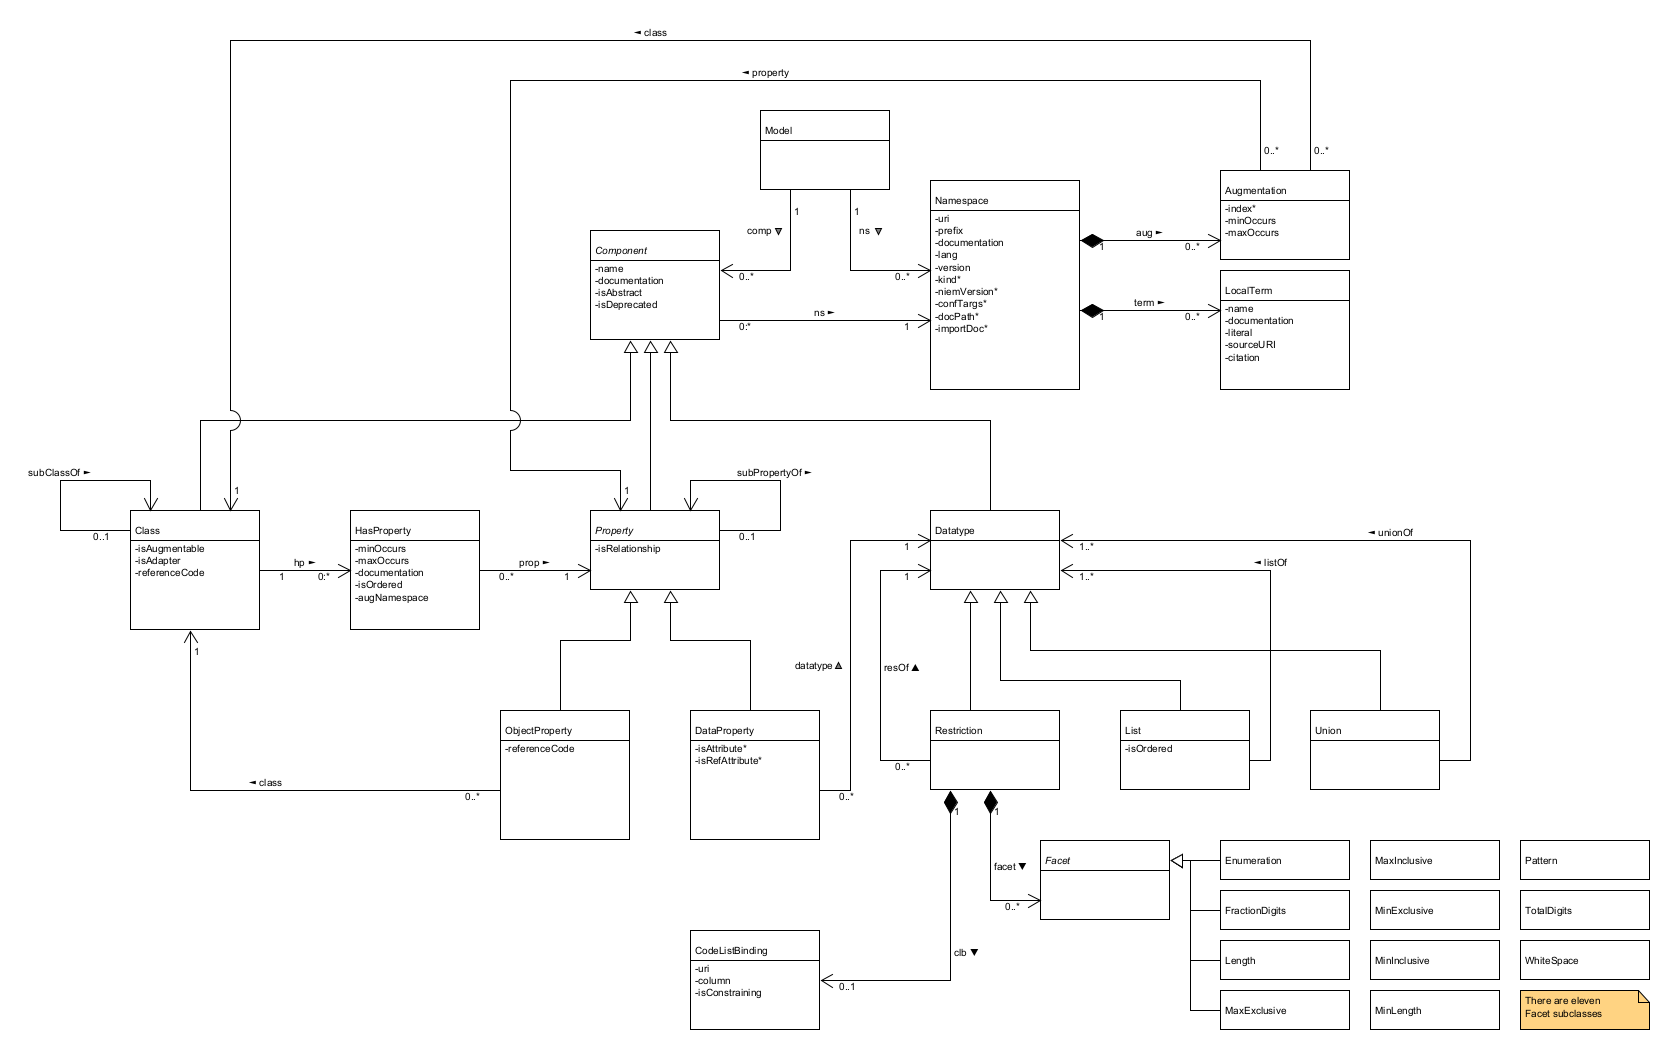 ◄ class
◄ property
Model
1
1
comp ▽
ns ▽
0..*
0..*
0..*
0..*
Augmentation
-index*
-minOccurs
-maxOccurs
Namespace
-uri
-prefix
-documentation
-lang
-version
-kind*
-niemVersion*
-confTargs*
-docPath*
-importDoc*
aug ►
1
0..*
Component
-name
-documentation
-isAbstract
-isDeprecated
ns ►
0:*
1
term ►
1
0..*
LocalTerm
-name
-documentation
-literal
-sourceURI
-citation
subClassOf ►
0..1
1
Class
-isAugmentable
-isAdapter
-referenceCode
hp ►
1
0:*
HasProperty
-minOccurs
-maxOccurs
-documentation
-isOrdered
-augNamespace
prop ►
0..*
1
subPropertyOf ►
1
Property
-isRelationship
0..1
Datatype
1
1
◄ unionOf
1..*
◄ listOf
1..*
1
datatype △
resOf ▲
ObjectProperty
-referenceCode
◄ class
0..*
DataProperty
-isAttribute*
-isRefAttribute*
0..*
Restriction
0..*
List
-isOrdered
Union
1
1
facet ▼
0..*
Facet
clb ▼
0..1
CodeListBinding
-uri
-column
-isConstraining
Enumeration
MaxInclusive
Pattern
FractionDigits
MinExclusive
TotalDigits
Length
MinInclusive
WhiteSpace
MaxExclusive
MinLength
There are eleven
Facet subclasses